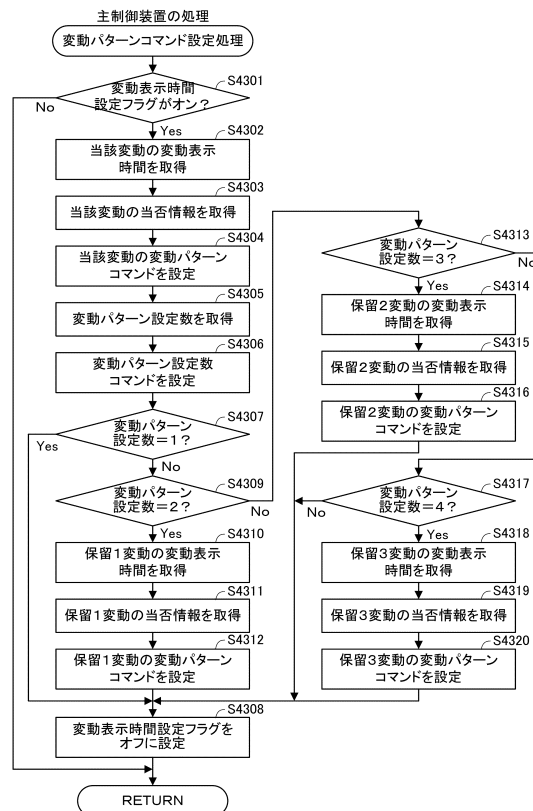 主制御装置の処理
変動パターンコマンド設定処理
S4301
変動表示時間
設定フラグがオン？
No
Yes
S4302
当該変動の変動表示
時間を取得
S4303
当該変動の当否情報を取得
S4304
当該変動の変動パターン
コマンドを設定
S4305
変動パターン設定数を取得
S4306
変動パターン設定数
コマンドを設定
S4307
変動パターン
設定数＝1？
Yes
No
S4309
変動パターン
設定数＝2？
No
Yes
S4310
保留1変動の変動表示
時間を取得
S4311
保留1変動の当否情報を取得
S4312
保留1変動の変動パターン
コマンドを設定
S4308
変動表示時間設定フラグを
オフに設定
RETURN
S4313
変動パターン
設定数＝3？
No
Yes
S4314
保留2変動の変動表示
時間を取得
S4315
保留2変動の当否情報を取得
S4316
保留2変動の変動パターン
コマンドを設定
S4317
変動パターン
設定数＝4？
No
Yes
S4318
保留3変動の変動表示
時間を取得
S4319
保留3変動の当否情報を取得
S4320
保留3変動の変動パターン
コマンドを設定